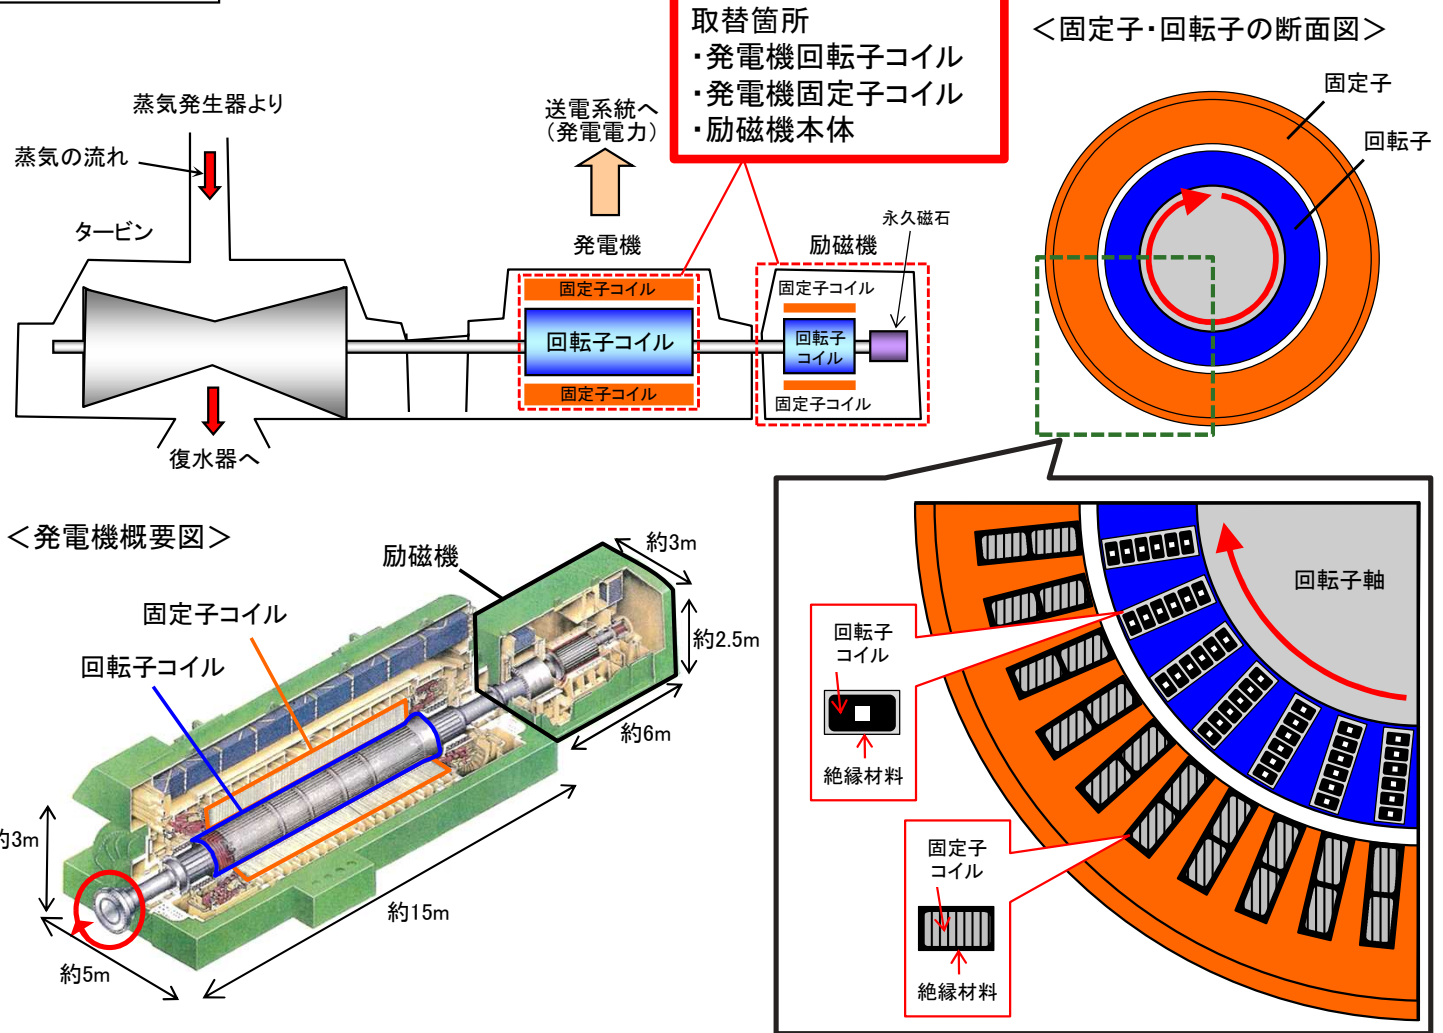 取替箇所
・発電機回転子コイル
・発電機固定子コイル
・励磁機本体
＜固定子・回転子の断面図＞
固定子
回転子
蒸気発生器より
蒸気の流れ
タービン
送電系統へ
（発電電力）
発電機
励磁機
永久磁石
固定子コイル
回転子コイル
固定子コイル
固定子コイル
回転子
コイル
固定子コイル
復水器へ
＜発電機概要図＞
励磁機
固定子コイル
回転子コイル
約3m
約2.5m
約6m
約3m
約15m
約5m
回転子軸
回転子
コイル
絶縁材料
固定子
コイル
絶縁材料